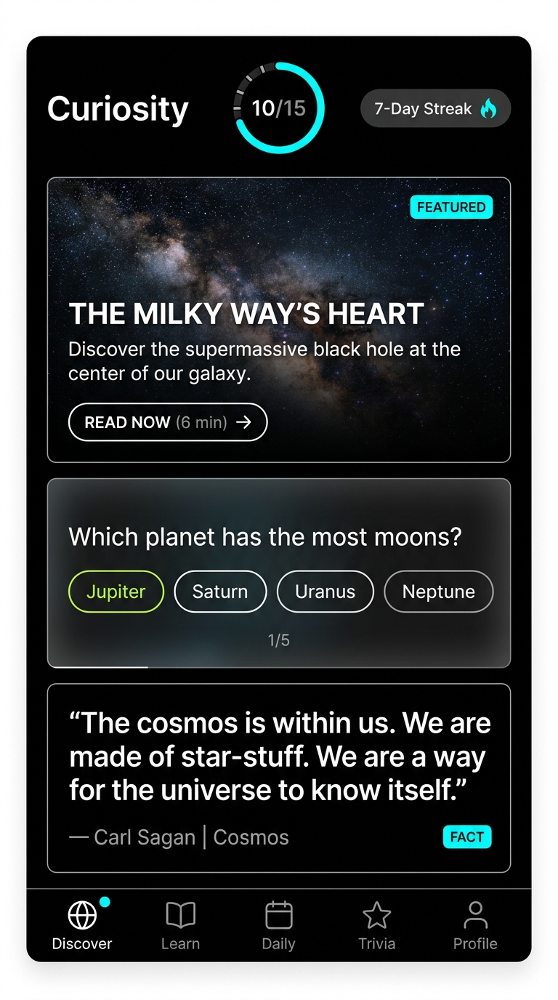 Curiosity
10/15
7-Day Streak
FEATURED
THE MILKY WAY’S HEART
Discover the supermassive black hole at the
center of our galaxy.
READ NOW (6 min) →
Which planet has the most moons?
Jupiter
Saturn
Uranus
Neptune
1/5
“The cosmos is within us. We are
made of star-stuff. We are a way
for the universe to know itself.”
— Carl Sagan | Cosmos
FACT
Discover
Learn
Daily
Trivia
Profile